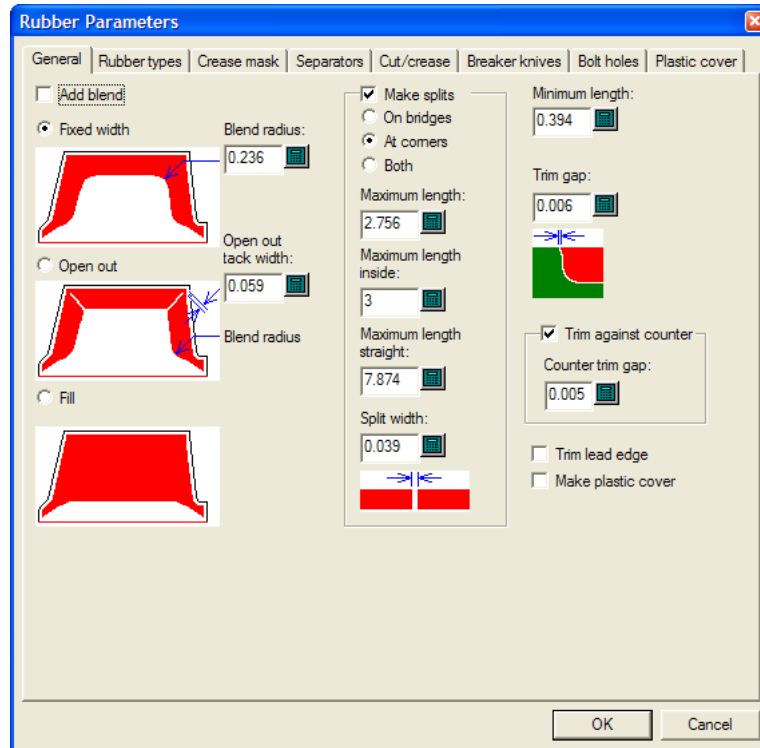 Rubber Parameters
General
Rubber types
Crease mask
Separators
Cut/crease
Breaker knives
Bolt holes
Plastic cover
Add blend
Fixed width
Blend radius:
0.236
Open out
Open out
tack width:
0.059
Blend radius
Fill
Make splits
On bridges
At corners
Both
Maximum length:
2.756
Maximum length
inside:
3
Maximum length
straight:
7.874
Split width:
0.039
Minimum length:
0.394
Trim gap:
0.006
Trim against counter
Counter trim gap:
0.005
Trim lead edge
Make plastic cover
OK
Cancel